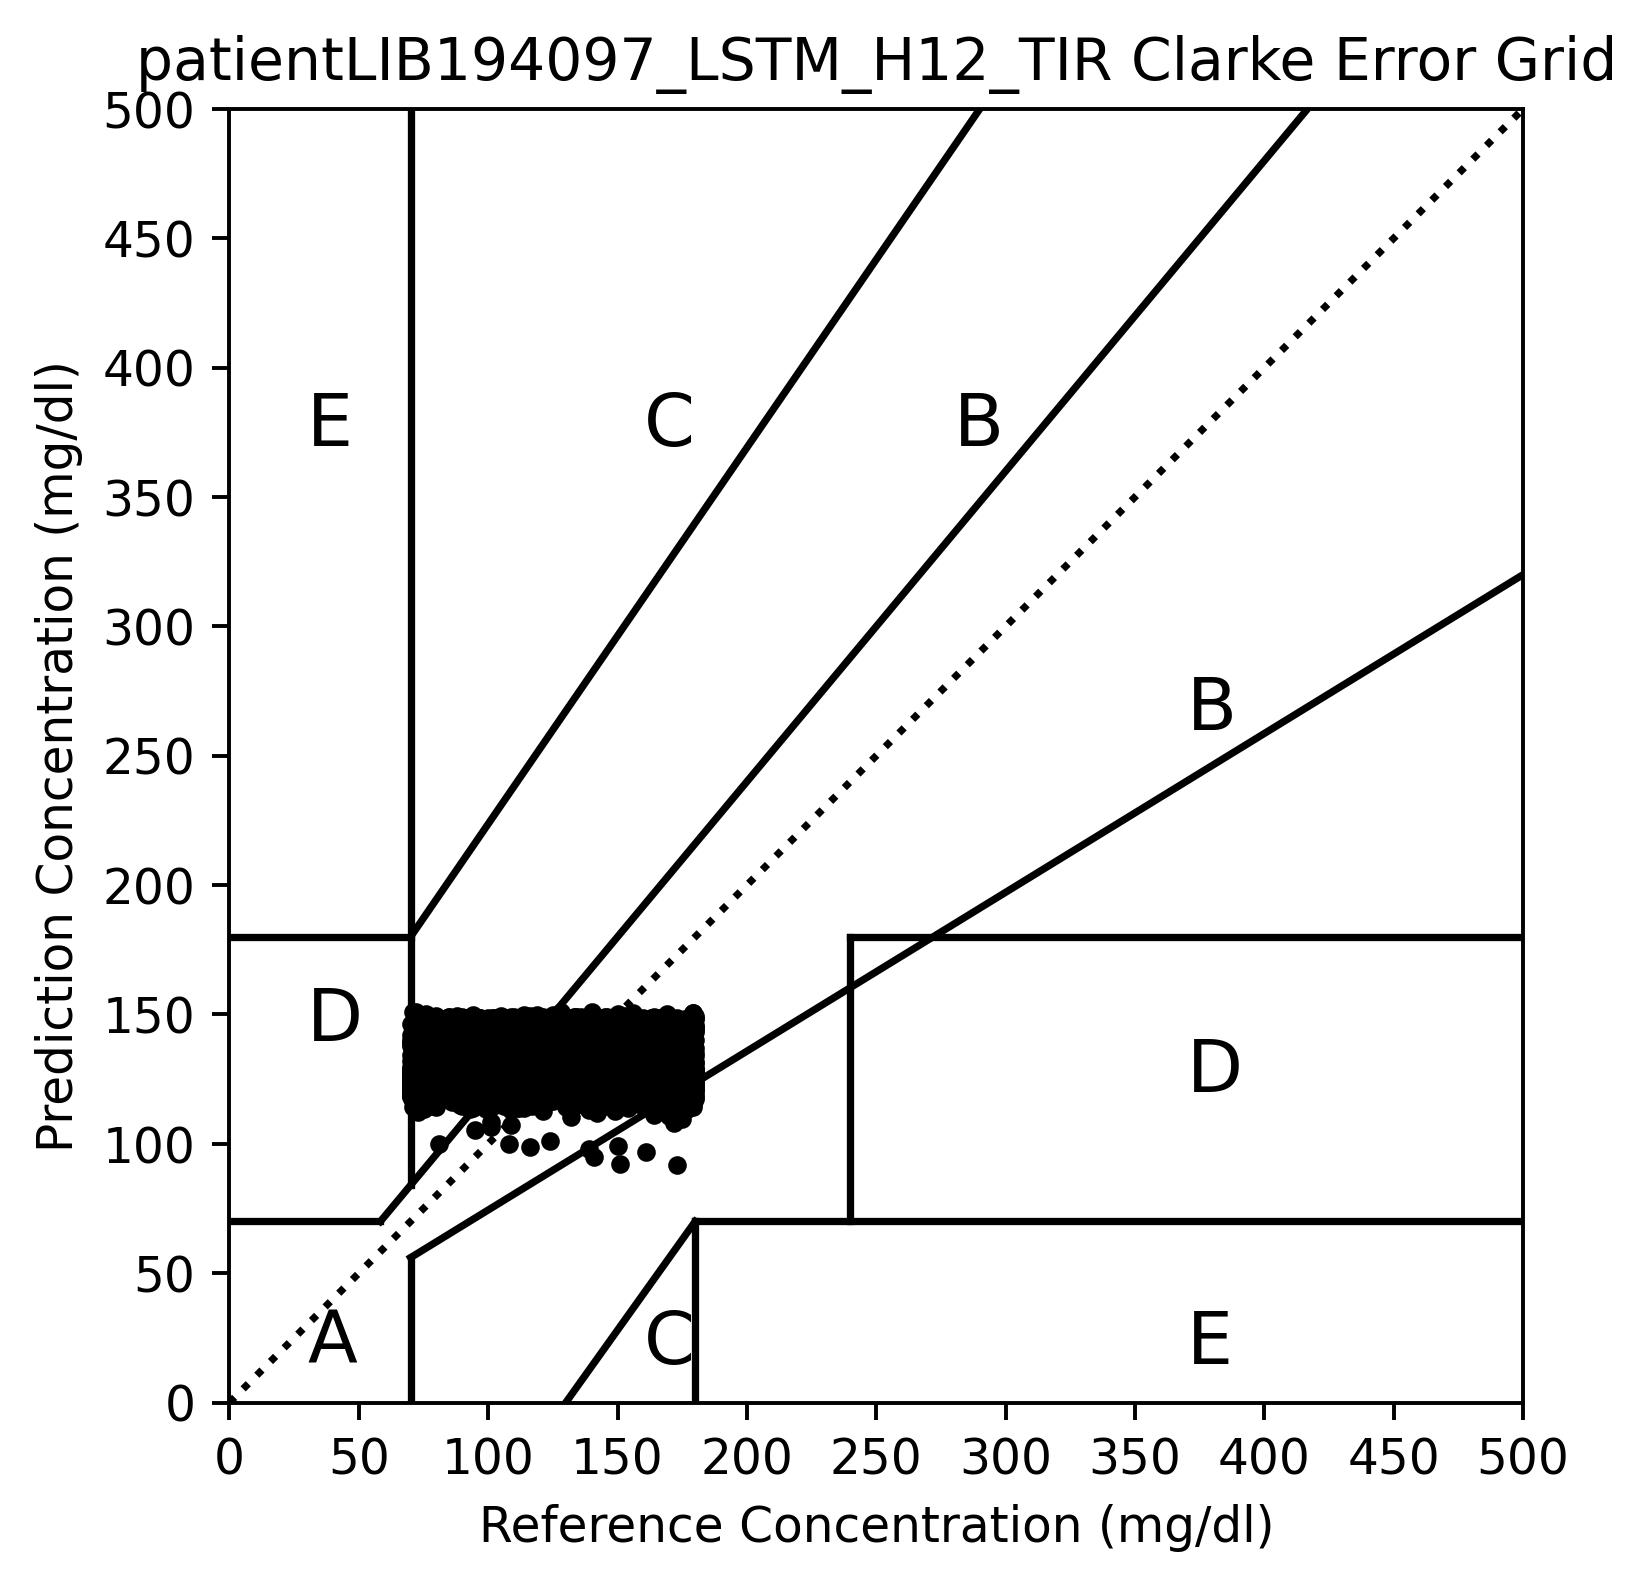 patientLIB194097_LSTM_H12_TIR Clarke Error Grid
500
450
400
350
300
250
200
150
100
50
0
Prediction Concentration (mg/dl)
E
C
B
B
D
D
A
C
E
0 50 100 150 200 250 300 350 400 450 500
Reference Concentration (mg/dl)